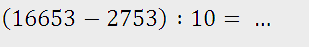 (16653 − 2753) : 10 = ...